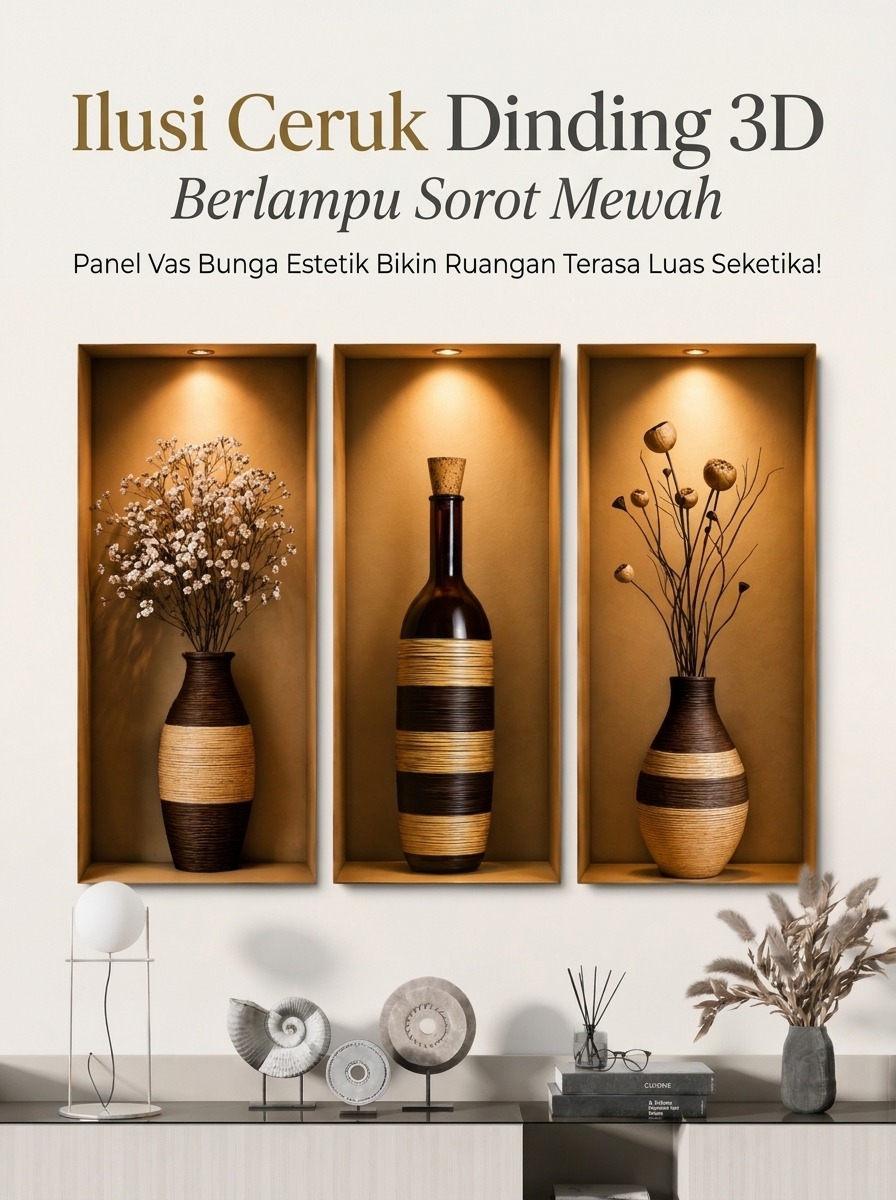 Ilusi Ceruk Dinding 3D
Berlampu Sorot Mewah
Panel Vas Bunga Estetik Bikin Ruangan Terasa Luas Seketika!